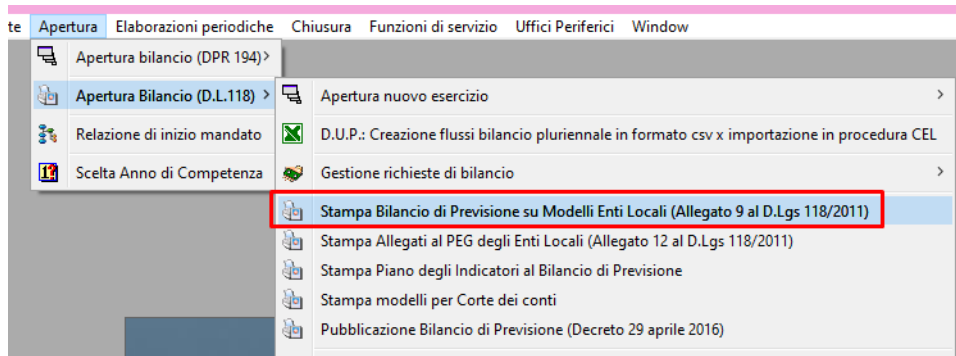 te Apertura Elaborazioni periodiche Chiusura Funzioni di servizio Uffici Periferici Window
Apertura bilancio (DPR 194)>
Apertura Bilancio (D.L.118) >
Relazione di inizio mandato
Scelta Anno di Competenza
Apertura nuovo esercizio >
D.U.P.: Creazione flussi bilancio pluriennale in formato csv x importazione in procedura CEL
Gestione richieste di bilancio >
Stampa Bilancio di Previsione su Modelli Enti Locali (Allegato 9 al D.Lgs 118/2011)
Stampa Allegati al PEG degli Enti Locali (Allegato 12 al D.Lgs 118/2011)
Stampa Piano degli Indicatori al Bilancio di Previsione
Stampa modelli per Corte dei conti
Pubblicazione Bilancio di Previsione (Decreto 29 aprile 2016)